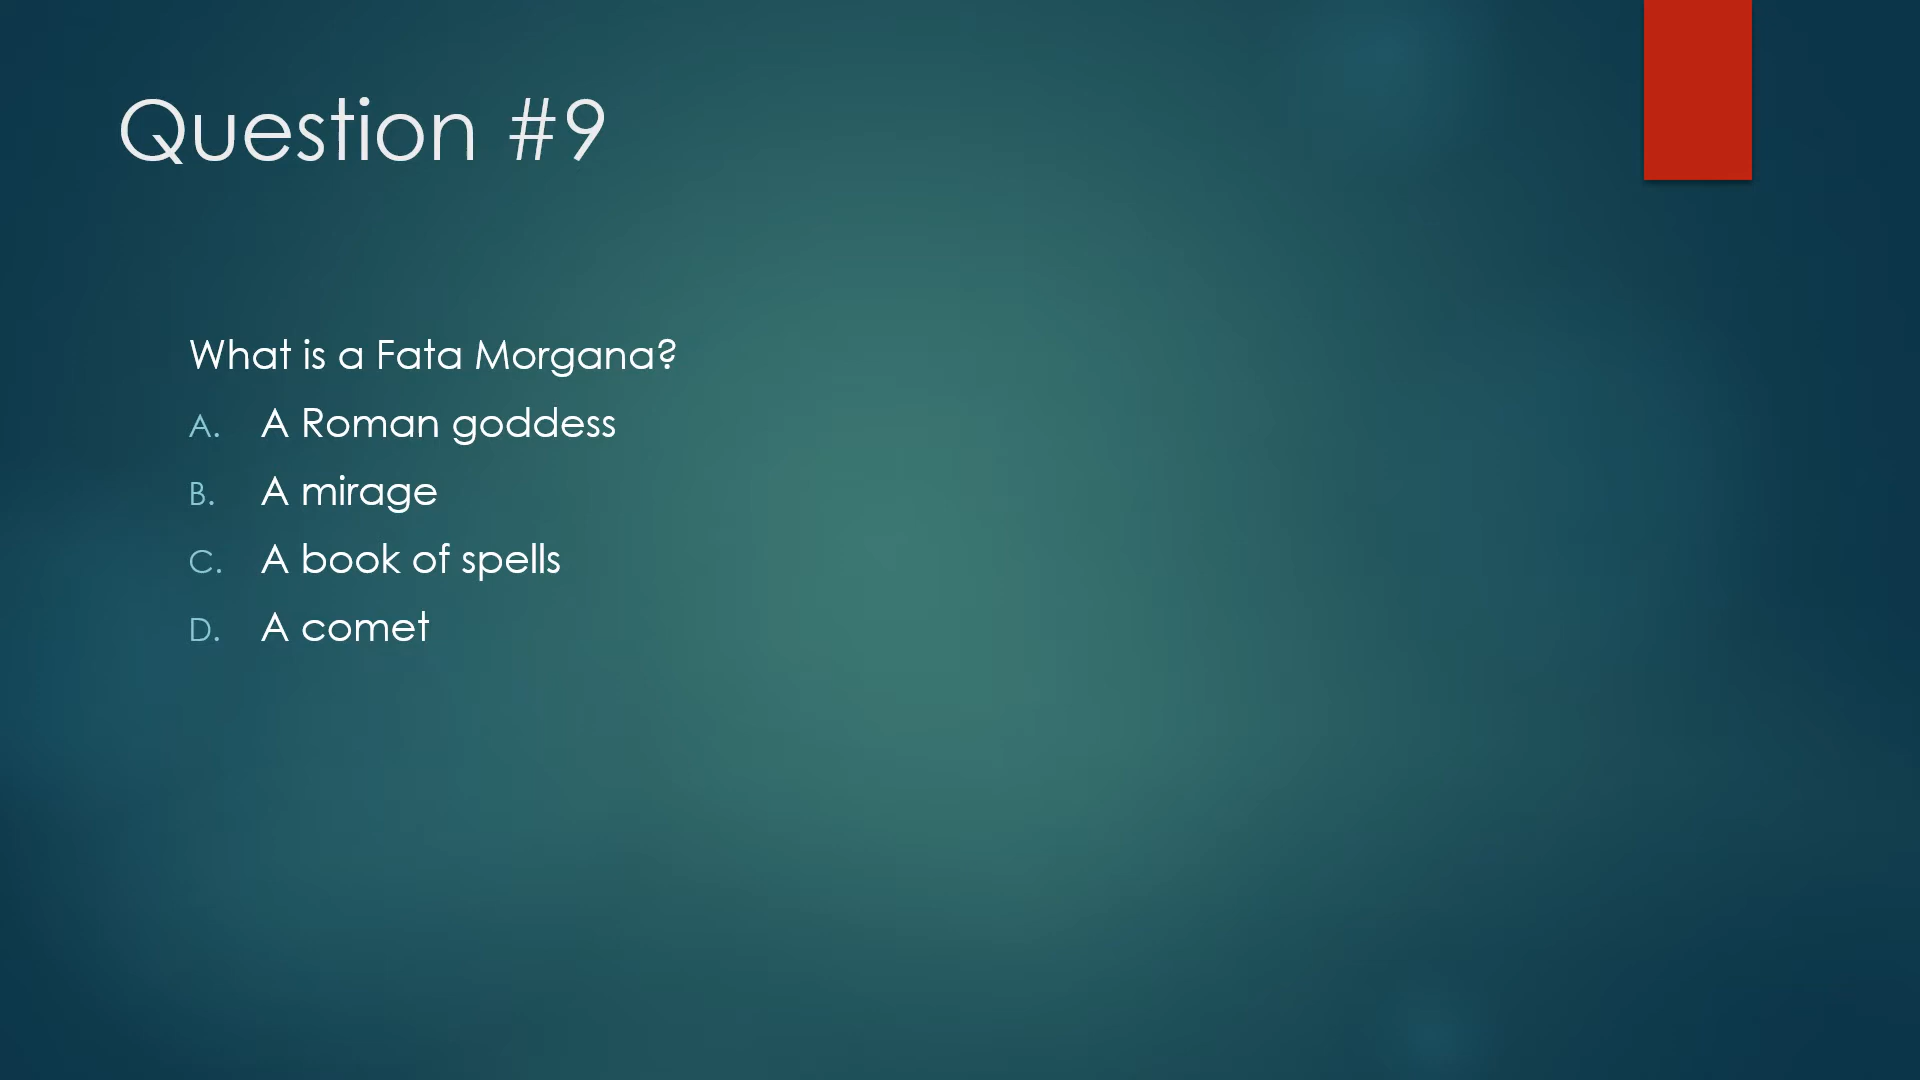 Question #9
What is a Fata Morgana?
A. A Roman goddess
B. A mirage
C. A book of spells
D. A comet